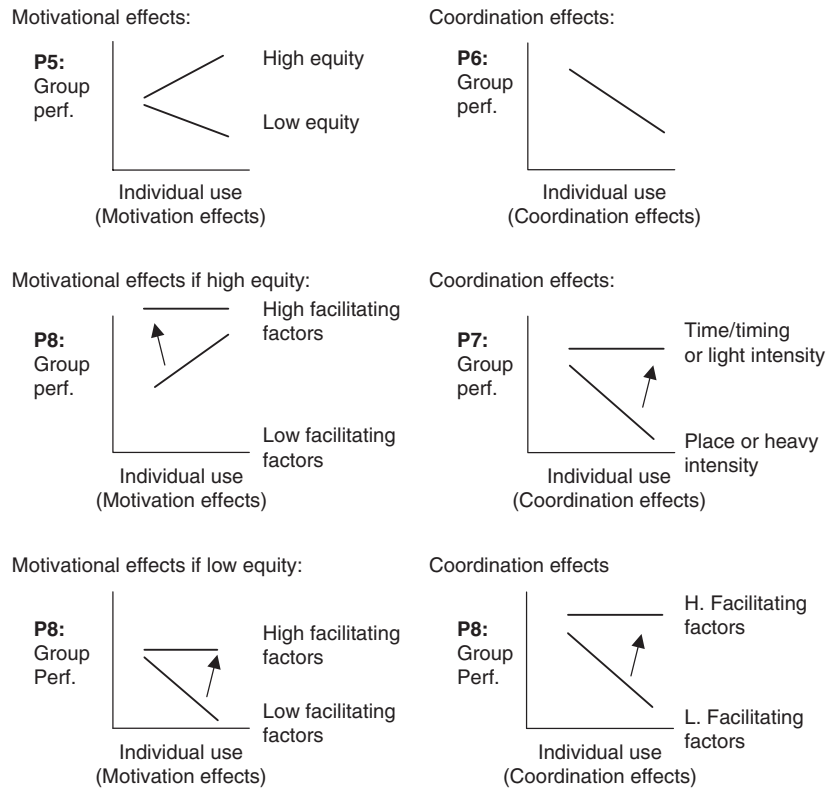 Motivational effects:
P5:
Group
perf.
High equity
Low equity
Individual use
(Motivation effects)
Coordination effects:
P6:
Group
perf.
Individual use
(Coordination effects)
Motivational effects if high equity:
P8:
Group
perf.
High facilitating
factors
Low facilitating
factors
Individual use
(Motivation effects)
Coordination effects:
P7:
Group
perf.
Time/timing
or light intensity
Place or heavy
intensity
Individual use
(Coordination effects)
Motivational effects if low equity:
P8:
Group
Perf.
High facilitating
factors
Low facilitating
factors
Individual use
(Motivation effects)
Coordination effects
P8:
Group
Perf.
H. Facilitating
factors
L. Facilitating
factors
Individual use
(Coordination effects)